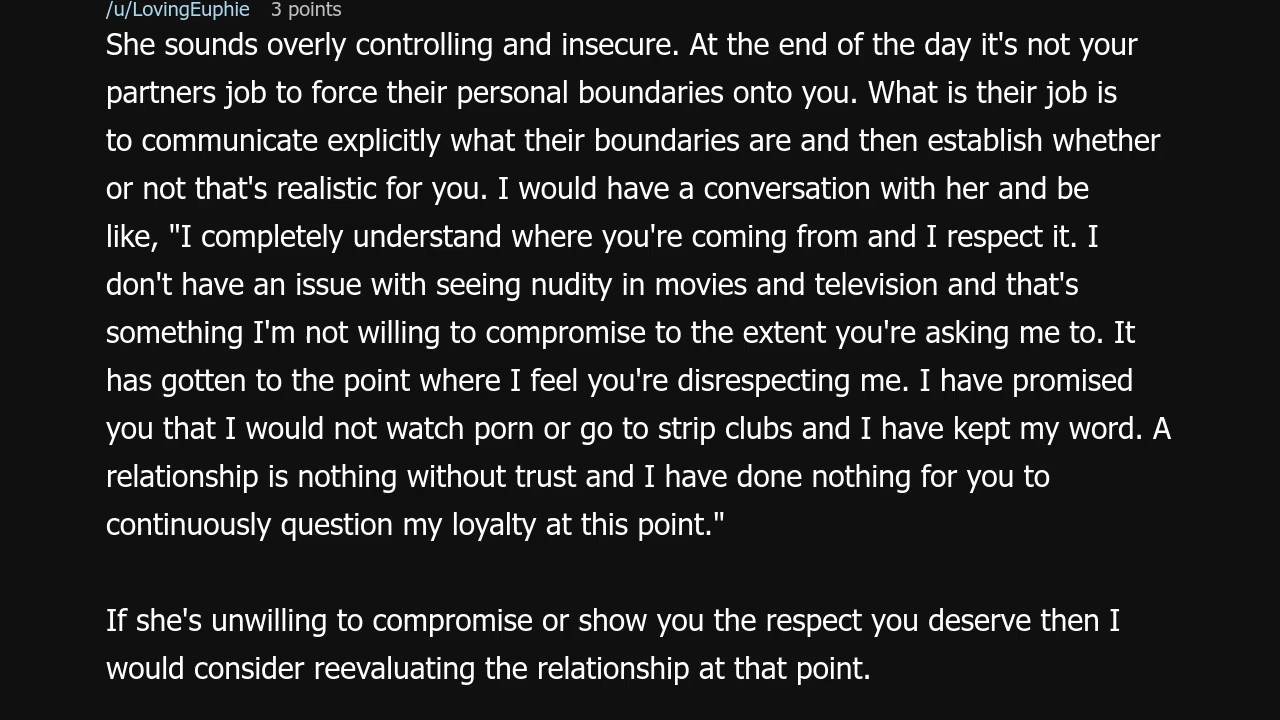 /u/LovingEuphie 3 points
She sounds overly controlling and insecure. At the end of the day it's not your
partners job to force their personal boundaries onto you. What is their job is
to communicate explicitly what their boundaries are and then establish whether
or not that's realistic for you. I would have a conversation with her and be
like, "I completely understand where you're coming from and I respect it. I
don't have an issue with seeing nudity in movies and television and that's
something I'm not willing to compromise to the extent you're asking me to. It
has gotten to the point where I feel you're disrespecting me. I have promised
you that I would not watch porn or go to strip clubs and I have kept my word. A
relationship is nothing without trust and I have done nothing for you to
continuously question my loyalty at this point."
If she's unwilling to compromise or show you the respect you deserve then I
would consider reevaluating the relationship at that point.